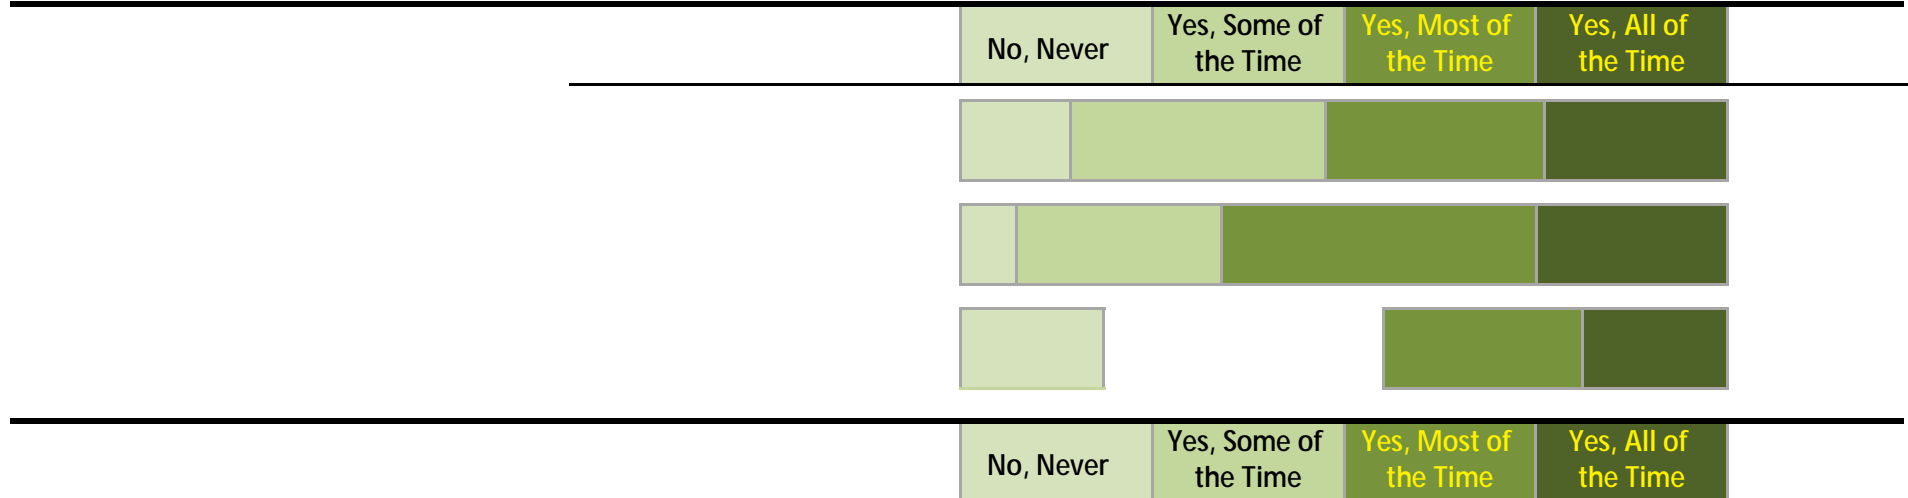 No, Never
Yes, Some of
the Time
Yes, Most of
the Time
Yes, All of
the Time
No, Never
Yes, Some of
the Time
Yes, Most of
the Time
Yes, All of
the Time